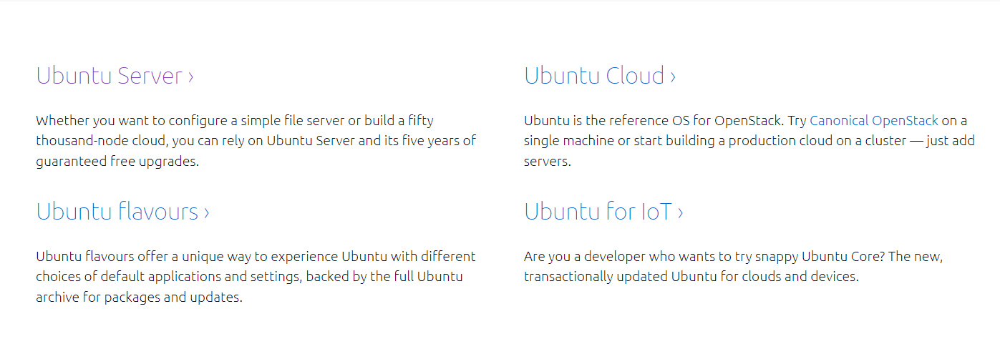 Ubuntu Server ›
Whether you want to configure a simple file server or build a fifty
thousand-node cloud, you can rely on Ubuntu Server and its five years of
guaranteed free upgrades.
Ubuntu Cloud ›
Ubuntu is the reference OS for OpenStack. Try Canonical OpenStack on a
single machine or start building a production cloud on a cluster — just add
servers.
Ubuntu flavours ›
Ubuntu flavours offer a unique way to experience Ubuntu with different
choices of default applications and settings, backed by the full Ubuntu
archive for packages and updates.
Ubuntu for IoT ›
Are you a developer who wants to try snappy Ubuntu Core? The new,
transactionally updated Ubuntu for clouds and devices.